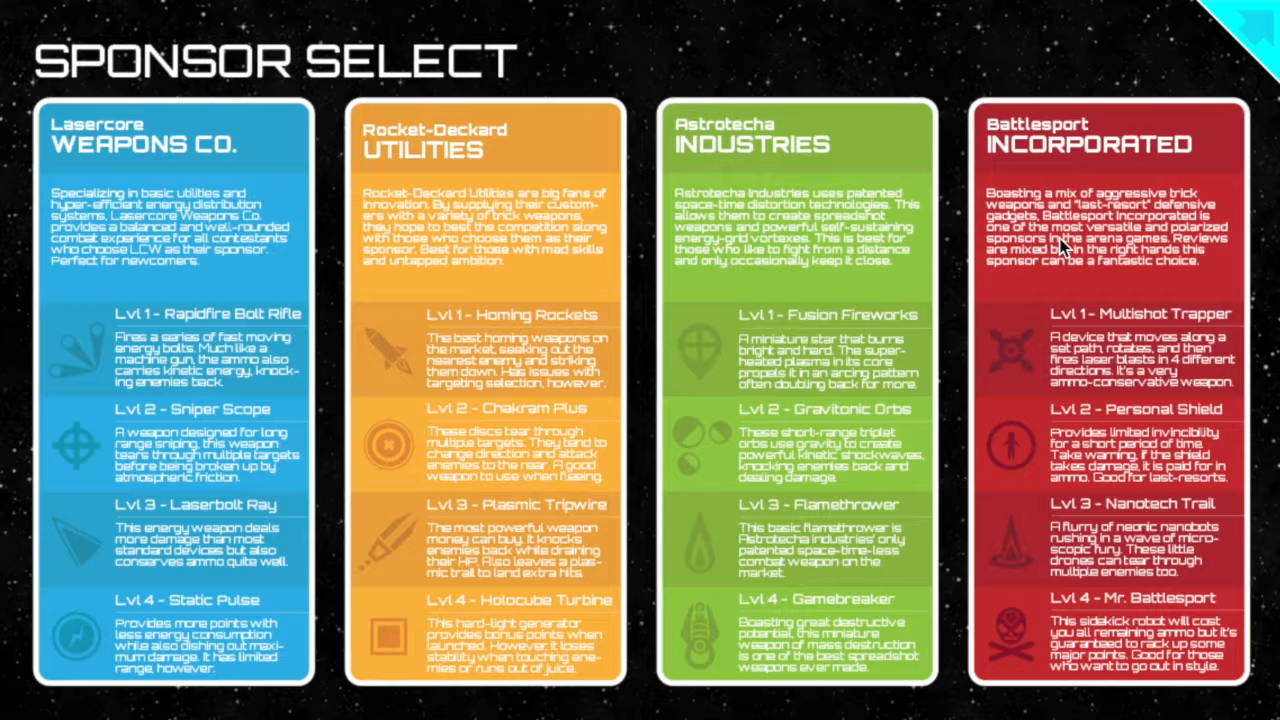 SPONSOR SELECT
Lasercore
WEAPONS CO.
Specializing in basic utilities and
hyper-efficient energy distribution
systems, Lasercore Weapons Co.
provides a balanced and well-rounded
combat experience for all contestants
who choose LCW as their sponsor.
Perfect for newcomers.
Lvl 1 - Rapidfire Bolt Rifle
Fires a series of fast moving
energy bolts. Much like a
machine gun, the ammo also
carries kinetic energy, knock-
ing enemies back.
Lvl 2 - Sniper Scope
A weapon designed for long
range sniping, this weapon
tears through multiple targets
before being broken up by
atmospheric friction.
Lvl 3 - Laserbolt Ray
This energy weapon deals
more damage than most
standard devices but also
conserves ammo quite well.
Lvl 4 - Static Pulse
Provides more points with
less energy consumption
while also dishing out maxi-
mum damage. It has limited
range, however.
Rocket-Deckard
UTILITIES
Rocket-Deckard Utilities are big fans of
innovation. By supplying their custom-
ers with a variety of trick weapons,
they hope to best the competition along
with those who choose them as their
sponsor. Best for those with mad skills
and untapped ambition.
Lvl 1 - Homing Rockets
The best homing weapons on
the market, seeking out the
nearest enemy and striking
them down. Has issues with
targeting selection, however.
Lvl 2 - Chakram Plus
These discs tear through
multiple targets. They tend to
change direction and attack
enemies to the rear. A good
weapon to use when fleeing.
Lvl 3 - Plasmic Tripwire
The most powerful weapon
money can buy. It knocks
enemies back while draining
their HP. Also leaves a plas-
mic trail to land extra hits.
Lvl 4 - Holocube Turbine
This hard-light generator
provides bonus points when
launched. However, it loses
stability when touching ene-
mies or runs out of juice.
Astrotecha
INDUSTRIES
Astrotecha Industries uses patented
space-time distortion technologies. This
allows them to create spreadshot
weapons and powerful self-sustaining
energy-grid vortexes. This is best for
those who like to fight from a distance
and only occasionally keep it close.
Lvl 1 - Fusion Fireworks
A miniature star that burns
bright and hard. The super-
heated plasma in its core
propels it in an arcing pattern
often doubling back for more.
Lvl 2 - Gravitonic Orbs
These short-range triplet
orbs use gravity to create
powerful kinetic shockwaves,
knocking enemies back and
dealing damage.
Lvl 3 - Flamethrower
This basic flamethrower is
Astrotecha Industries' only
patented space-time-less
combat weapon on the
market.
Lvl 4 - Gamebreaker
Boasting great destructive
potential, this miniature
weapon of mass destruction
is one of the best spreadshot
weapons ever made.
Battlesport
INCORPORATED
Boasting a mix of aggressive trick
weapons and "last-resort" defensive
gadgets, Battlesport Incorporated is
one of the most versatile and polarized
sponsors in the arena games. Reviews
are mixed but in the right hands this
sponsor can be a fantastic choice.
Lvl 1 - Multishot Trapper
A device that moves along a
set path, rotates, and then
fires laser blasts in 4 different
directions. It's a very
ammo-conservative weapon.
Lvl 2 - Personal Shield
Provides limited invincibility
for a short period of time.
Take warning, if the shield
takes damage, it is paid for in
ammo. Good for last-resorts.
Lvl 3 - Nanotech Trail
A flurry of neonic nanobots
rushing in a wave of micro-
scopic fury. These little
drones can tear through
multiple enemies too.
Lvl 4 - Mr. Battlesport
This sidekick robot will cost
you all remaining ammo but it's
guaranteed to rack up some
major points. Good for those
who want to go out in style.